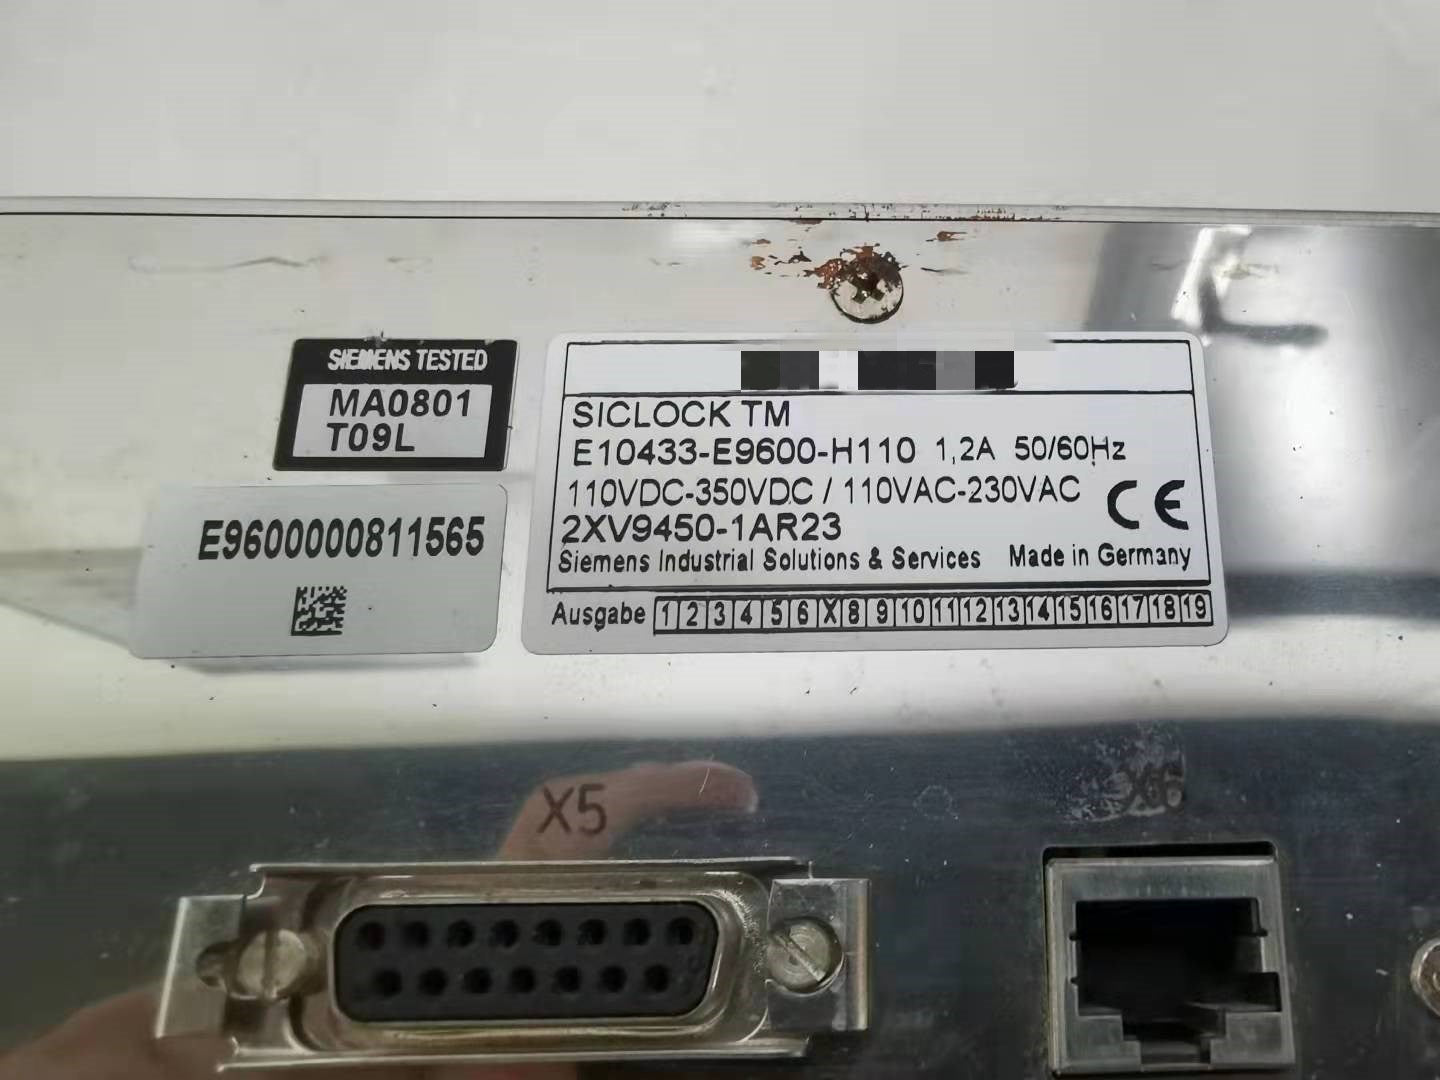 SIEMENS TESTED
MA0801
T09L
E9600000811565
SICLOCK TM
E10433-E9600-H110 1,2A 50/60Hz
110VDC-350VDC / 110VAC-230VAC CE
2XV9450-1AR23
Siemens Industrial Solutions & Services Made in Germany
Ausgabe 1 2 3 4 5 6 X 8 9 10 11 12 13 14 15 16 17 18 19
X5